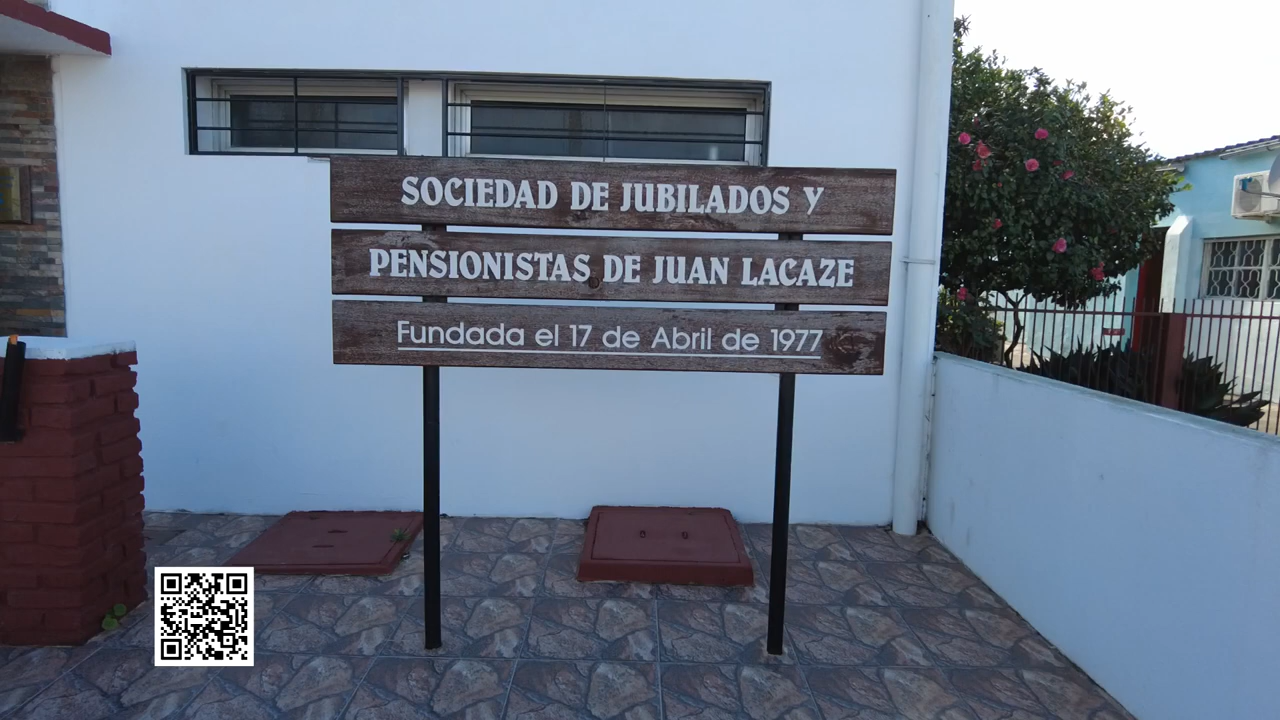 SOCIEDAD DE JUBILADOS Y
PENSIONISTAS DE JUAN LACAZE
Fundada el 17 de Abril de 1977